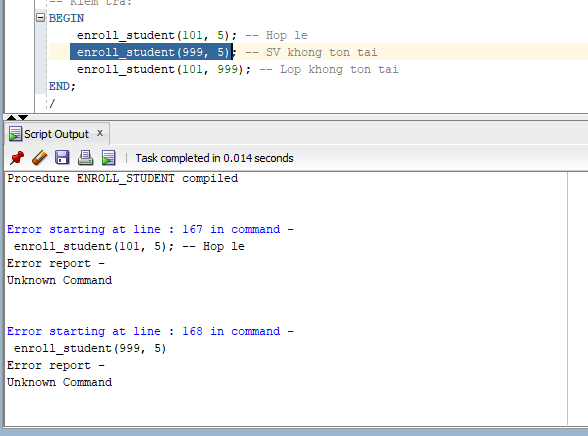 -- Kiem tra:
BEGIN
enroll_student(101, 5); -- Hop le
enroll_student(999, 5); -- SV khong ton tai
enroll_student(101, 999); -- Lop khong ton tai
END;
/
Script Output x
Task completed in 0.014 seconds
Procedure ENROLL_STUDENT compiled
Error starting at line : 167 in command -
enroll_student(101, 5); -- Hop le
Error report -
Unknown Command
Error starting at line : 168 in command -
enroll_student(999, 5)
Error report -
Unknown Command